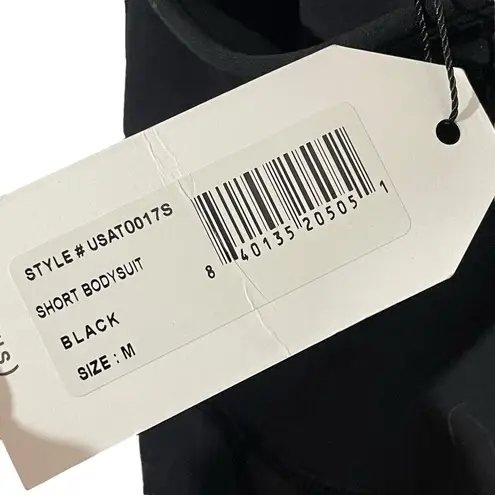 STYLE # USAT0017S
SHORT BODYSUIT
BLACK
SIZE : M
8 40135 20505 1